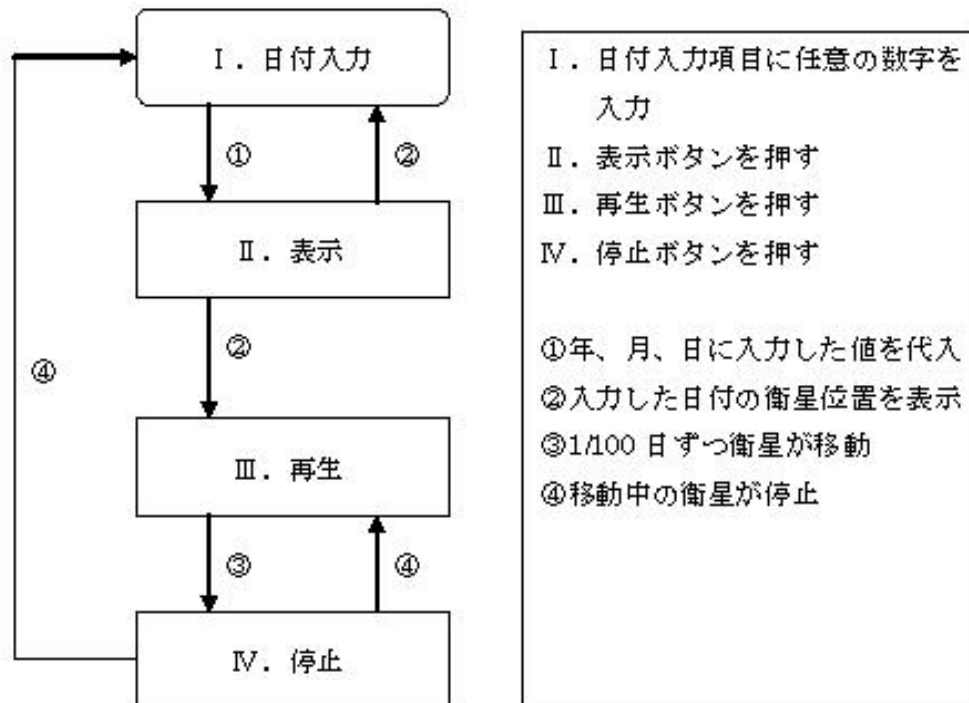 Ⅰ. 日付入力
①
②
Ⅱ. 表示
②
④
Ⅲ. 再生
③
④
Ⅳ. 停止
Ⅰ. 日付入力項目に任意の数字を
入力
Ⅱ. 表示ボタンを押す
Ⅲ. 再生ボタンを押す
Ⅳ. 停止ボタンを押す
①年、月、日に入力した値を代入
②入力した日付の衛星位置を表示
③1/100 日ずつ衛星が移動
④移動中の衛星が停止